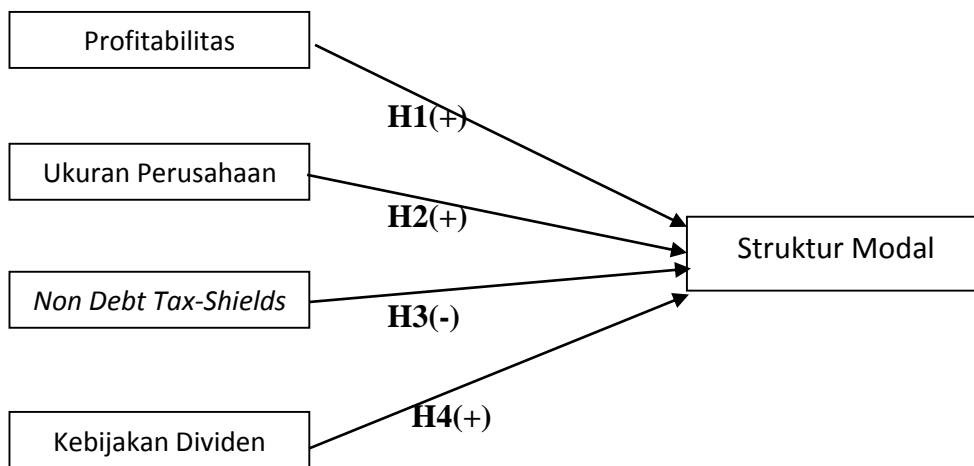 Profitabilitas
H1(+)
Ukuran Perusahaan
H2(+)
Struktur Modal
Non Debt Tax-Shields
H3(-)
H4(+)
Kebijakan Dividen